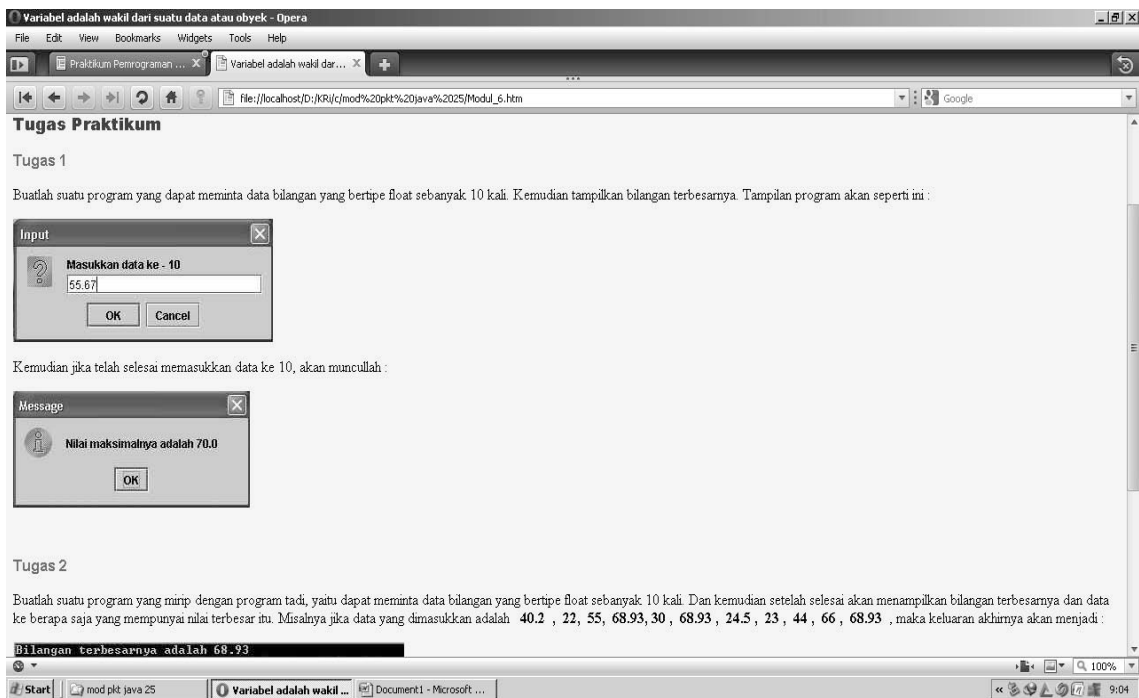 Variabel adalah wakil dari suatu data atau obyek - Opera
File Edit View Bookmarks Widgets Tools Help
Praktikum Pemrograman ... X Variabel adalah wakil dar... X
file://localhost/D:/KRi/c/mod%20pkt%20java%2025/Modul_6.htm Google
Tugas Praktikum
Tugas 1
Buatlah suatu program yang dapat meminta data bilangan yang bertipe float sebanyak 10 kali. Kemudian tampilkan bilangan terbesarnya. Tampilan program akan seperti ini :
Input
Masukkan data ke - 10
55.67
OK Cancel
Kemudian jika telah selesai memasukkan data ke 10, akan muncullah :
Message
Nilai maksimalnya adalah 70.0
OK
Tugas 2
Buatlah suatu program yang mirip dengan program tadi, yaitu dapat meminta data bilangan yang bertipe float sebanyak 10 kali. Dan kemudian setelah selesai akan menampilkan bilangan terbesarnya dan data
ke berapa saja yang mempunyai nilai terbesar itu. Misalnya jika data yang dimasukkan adalah 40.2 , 22, 55, 68.93, 30 , 68.93 , 24.5 , 23 , 44 , 66 , 68.93 , maka keluaran akhirnya akan menjadi :
Bilangan terbesarnya adalah 68.93
100%
Start mod pkt java 25 Variabel adalah wakil ... Document1 - Microsoft ... 9:04